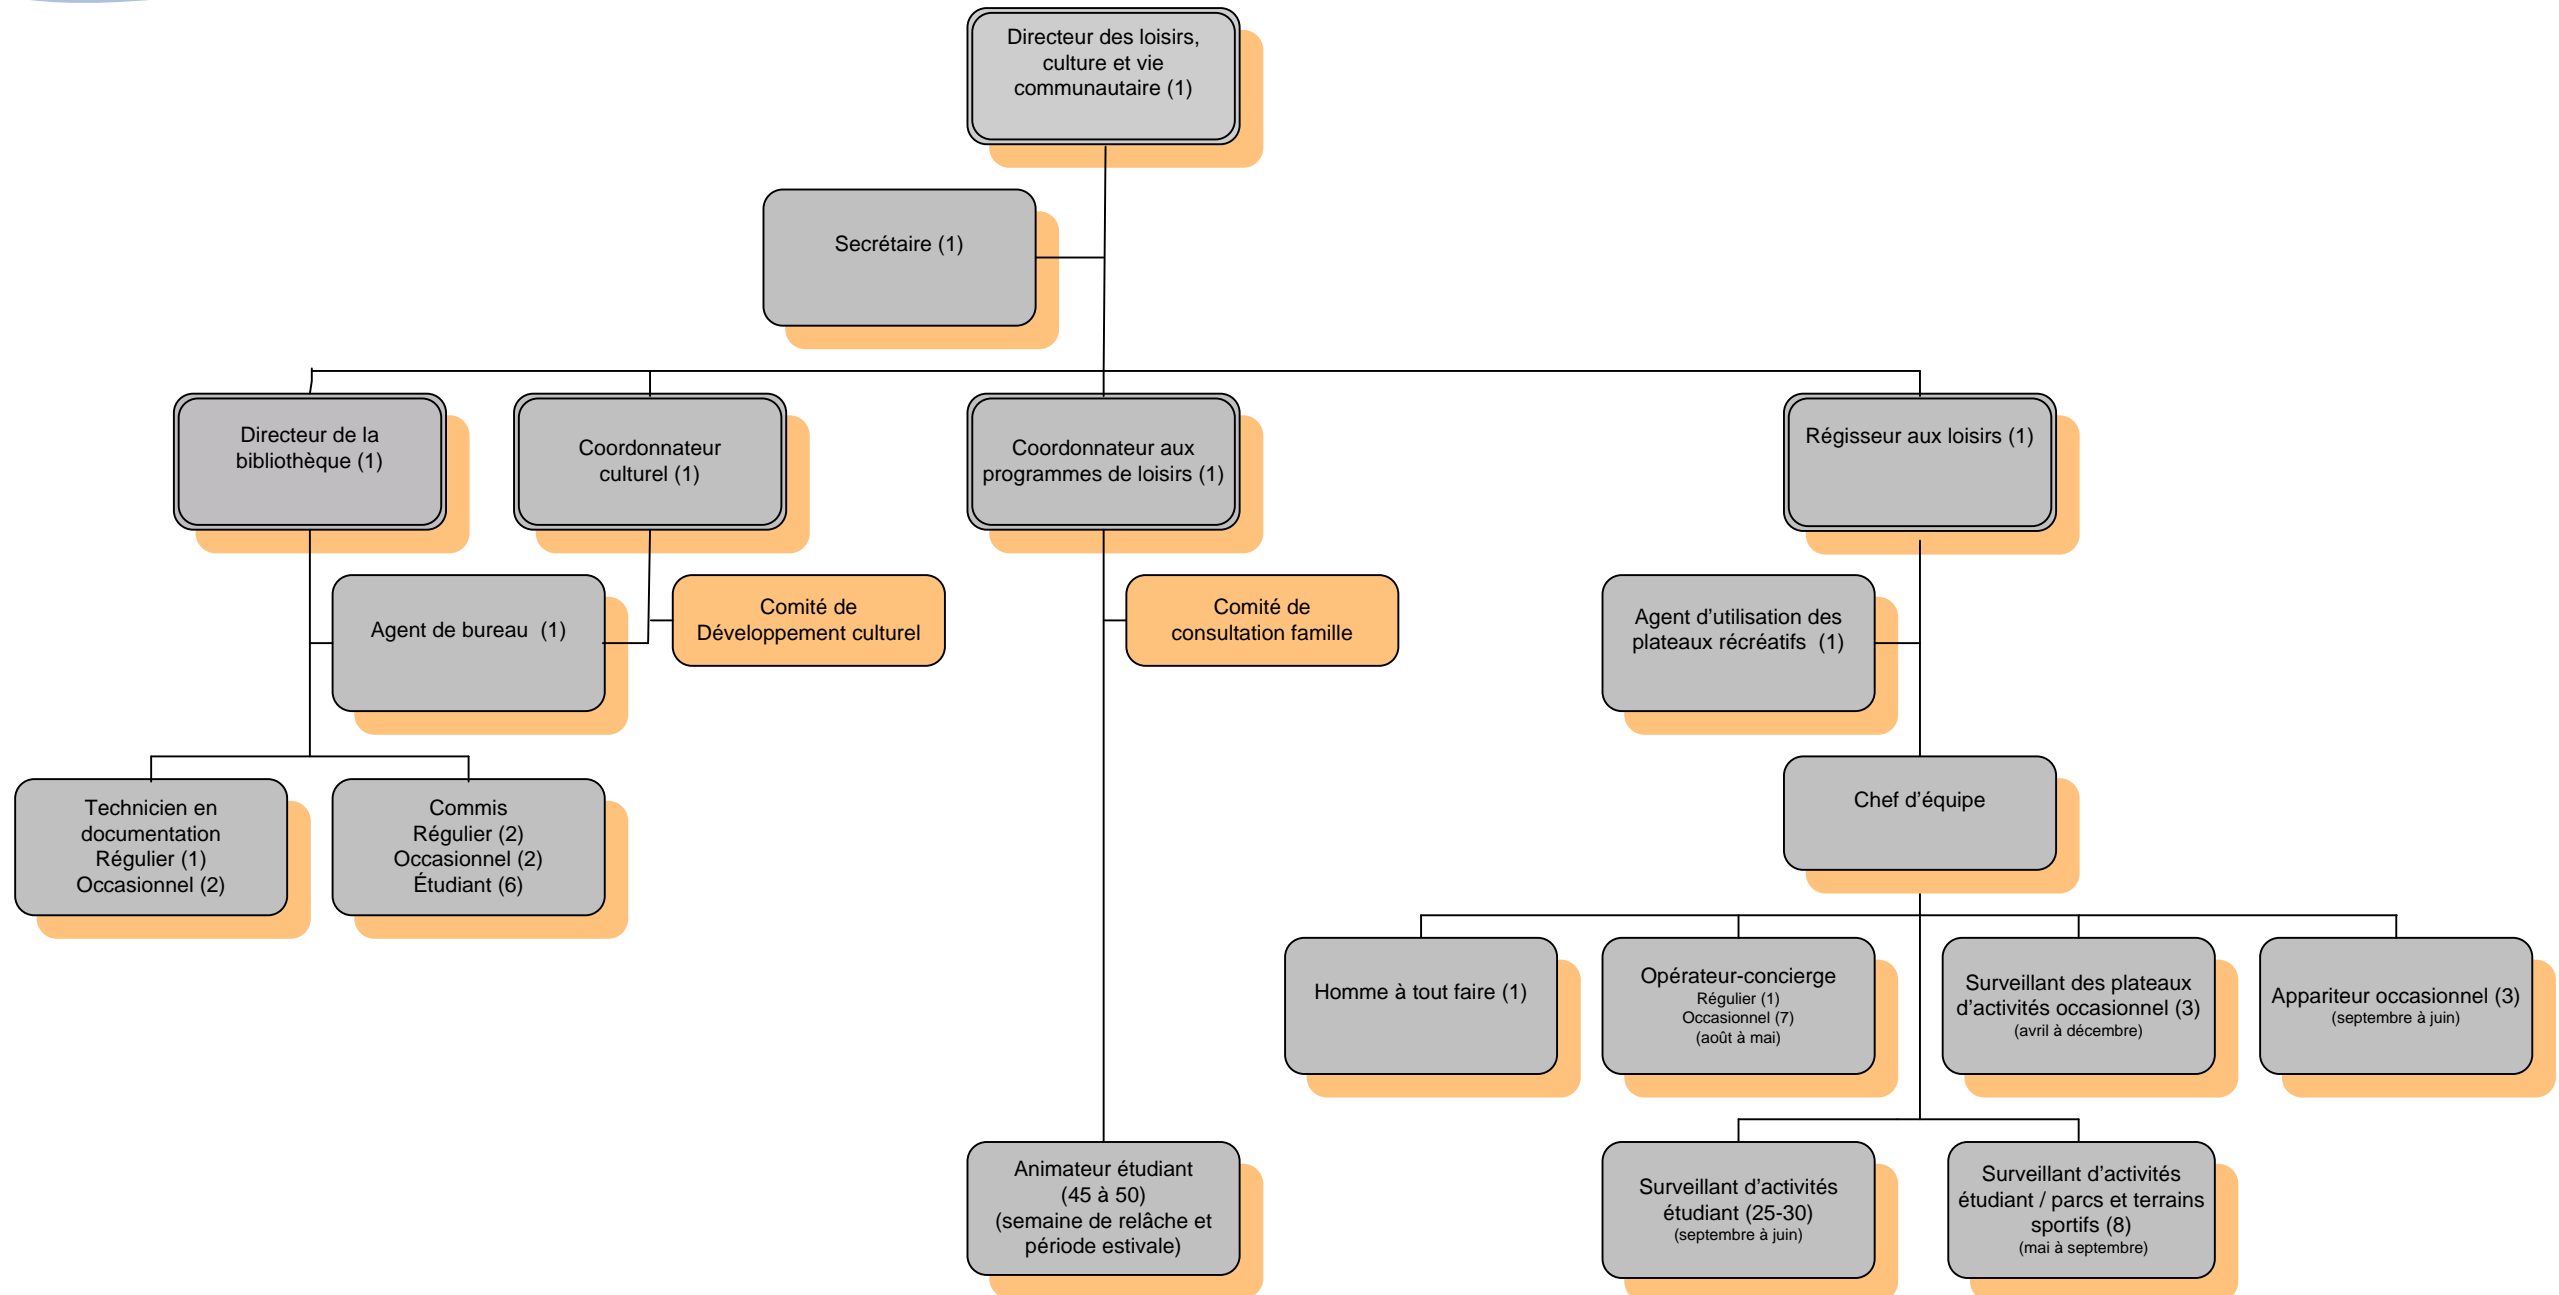 Directeur des loisirs,
culture et vie
communautaire (1)
Secrétaire (1)
Directeur de la
bibliothèque (1)
Coordonnateur
culturel (1)
Coordonnateur aux
programmes de loisirs (1)
Régisseur aux loisirs (1)
Agent de bureau  (1)
Comité de
Développement culturel
Comité de
consultation famille
Agent d’utilisation des
plateaux récréatifs  (1)
Technicien en
documentation
Régulier (1)
Occasionnel (2)
Commis
Régulier (2)
Occasionnel (2)
Étudiant (6)
Chef d’équipe
Homme à tout faire (1)
Opérateur-concierge
Régulier (1)
Occasionnel (7)
(août à mai)
Surveillant des plateaux
d’activités occasionnel (3)
(avril à décembre)
Appariteur occasionnel (3)
(septembre à juin)
Animateur étudiant
(45 à 50)
(semaine de relâche et
période estivale)
Surveillant d’activités
étudiant (25-30)
(septembre à juin)
Surveillant d’activités
étudiant / parcs et terrains
sportifs (8)
(mai à septembre)